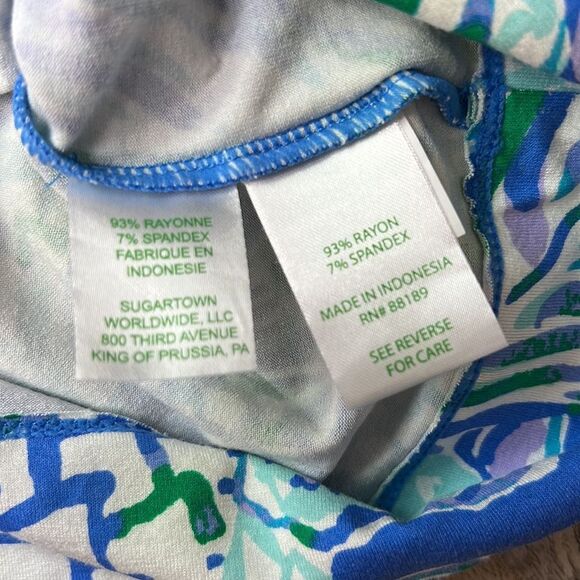 93% RAYONNE
7% SPANDEX
FABRIQUE EN
INDONESIE
SUGARTOWN
WORLDWIDE, LLC
800 THIRD AVENUE
KING OF PRUSSIA, PA
93% RAYON
7% SPANDEX
MADE IN INDONESIA
RN# 88189
SEE REVERSE
FOR CARE